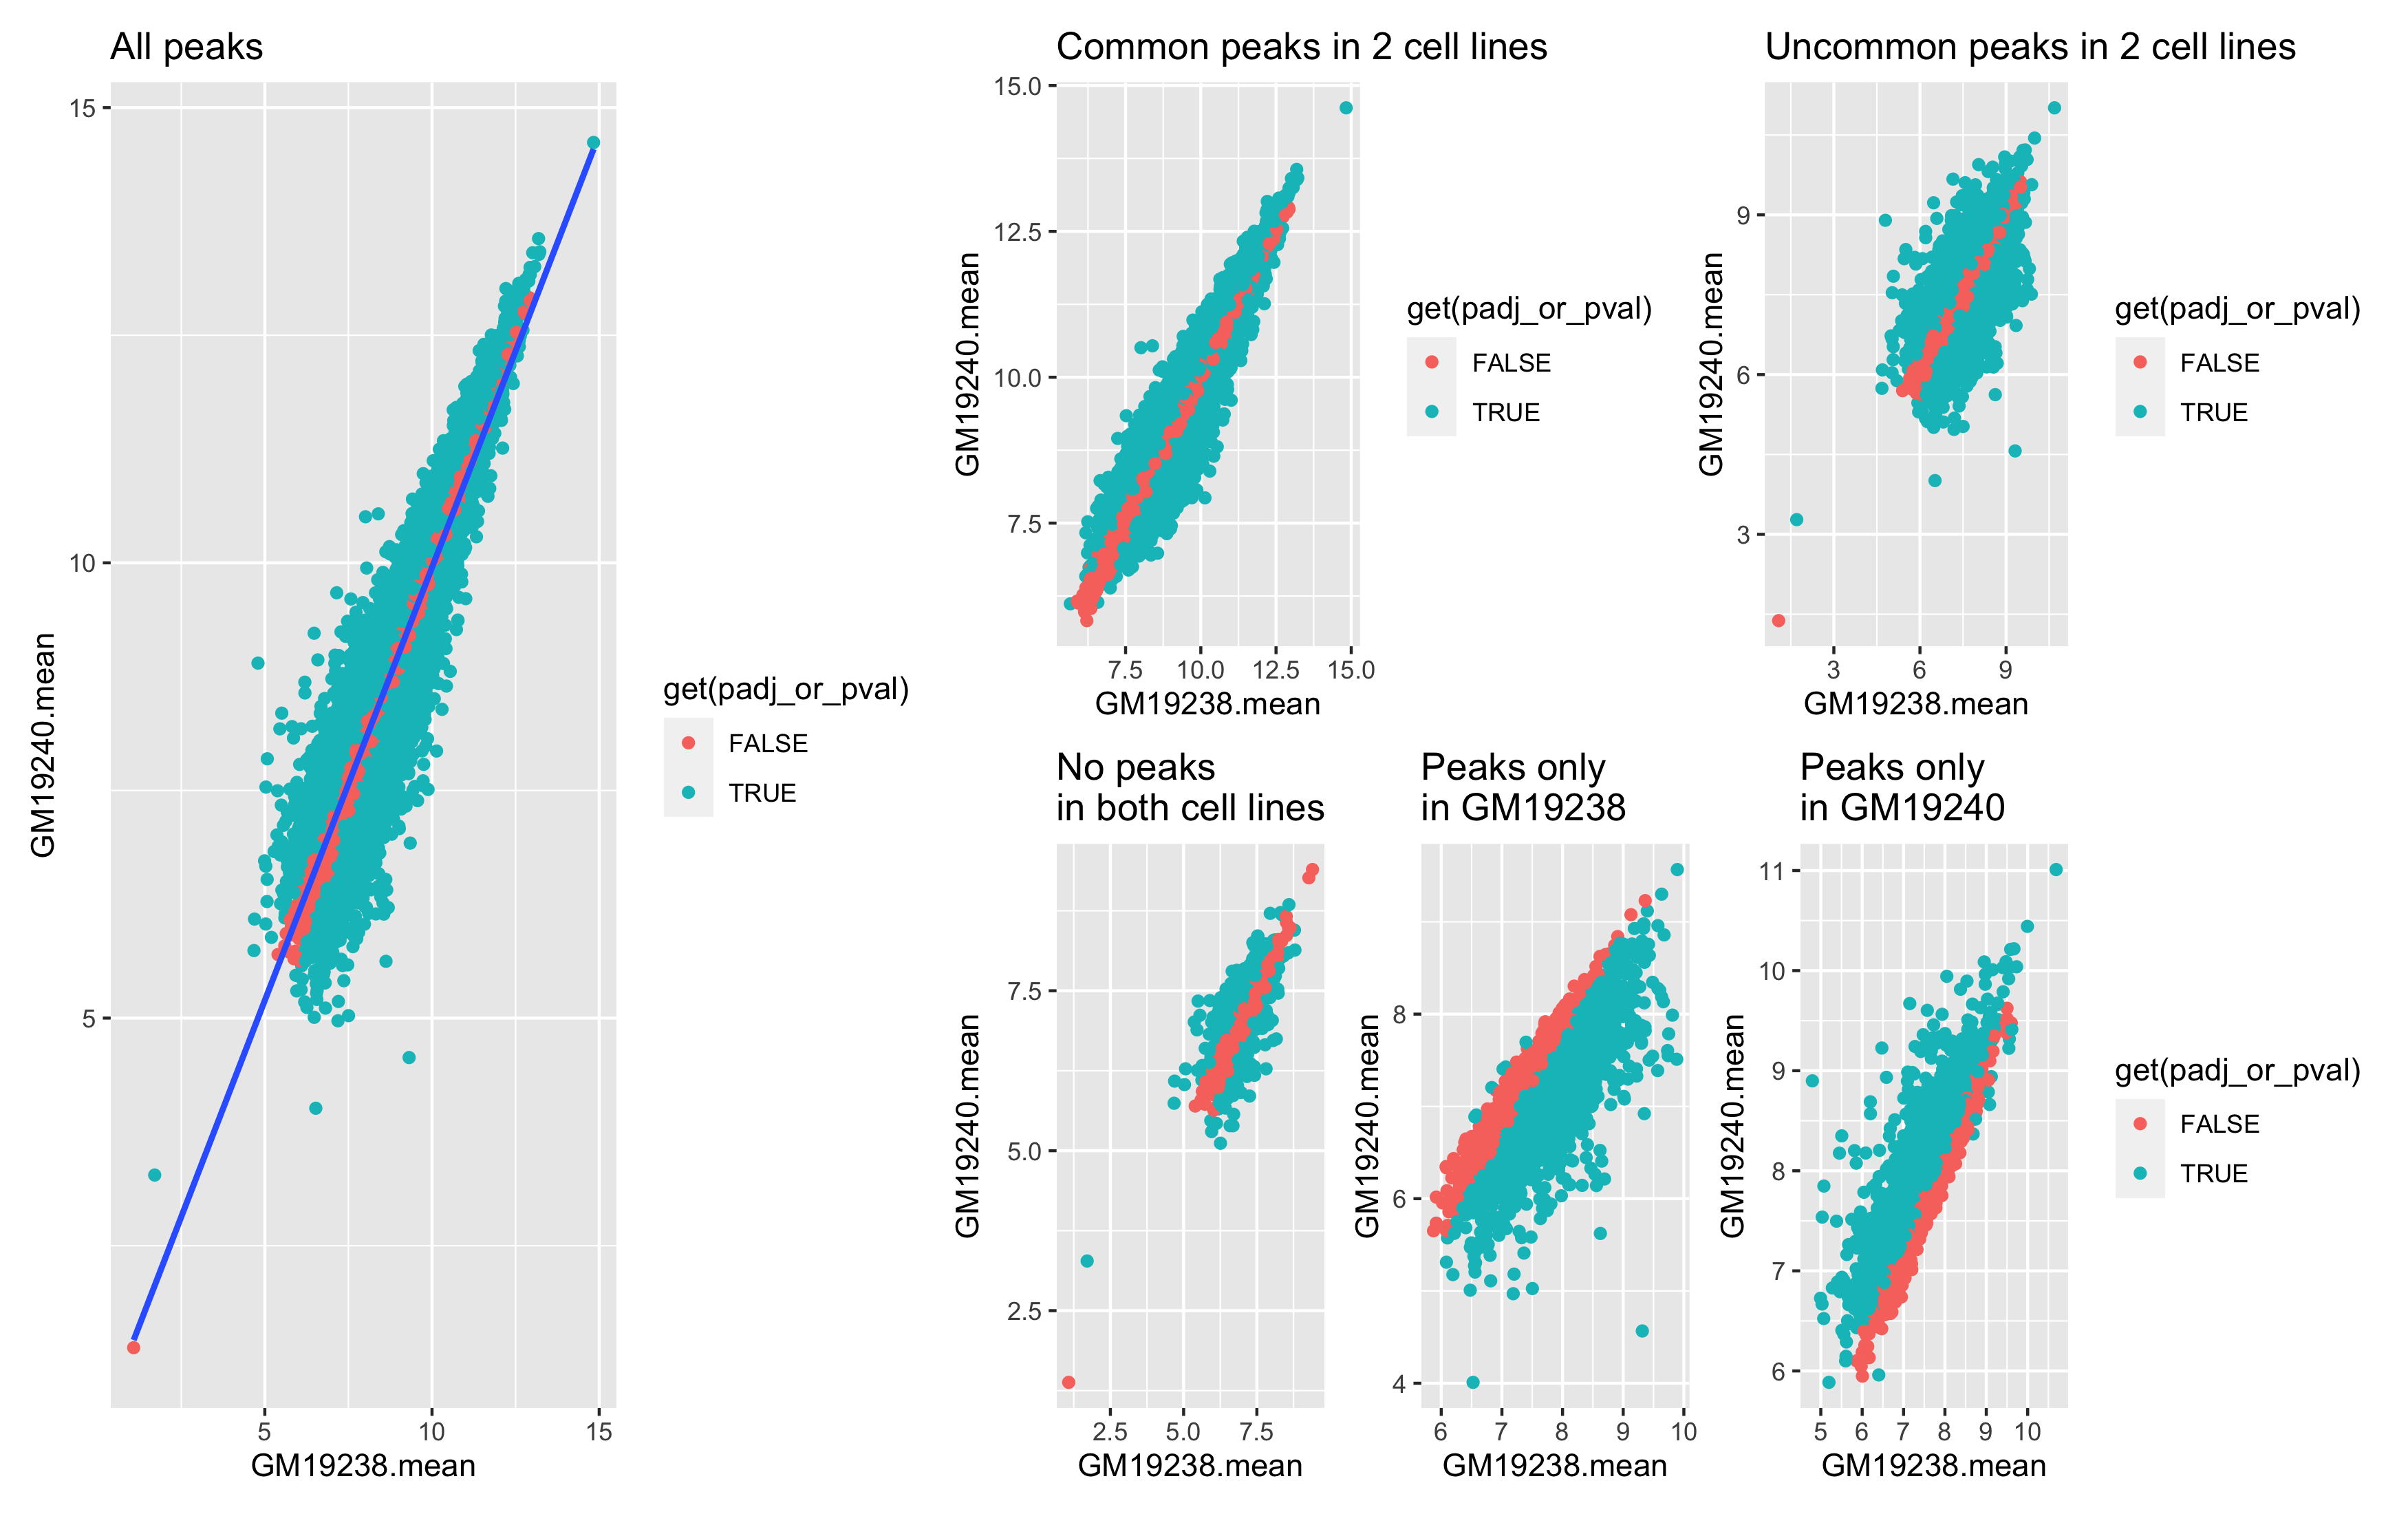 All peaks
15
10
5
GM19240.mean
5 10 15
GM19238.mean
get(padj_or_pval)
FALSE
TRUE
Common peaks in 2 cell lines
15.0
12.5
10.0
7.5
GM19240.mean
7.5 10.0 12.5 15.0
GM19238.mean
get(padj_or_pval)
FALSE
TRUE
Uncommon peaks in 2 cell lines
9
6
3
GM19240.mean
3 6 9
GM19238.mean
get(padj_or_pval)
FALSE
TRUE
No peaks
in both cell lines
7.5
5.0
2.5
GM19240.mean
2.5 5.0 7.5
GM19238.mean
Peaks only
in GM19238
8
6
4
GM19240.mean
6 7 8 9 10
GM19238.mean
Peaks only
in GM19240
11
10
9
8
7
6
GM19240.mean
5 6 7 8 9 10
GM19238.mean
get(padj_or_pval)
FALSE
TRUE